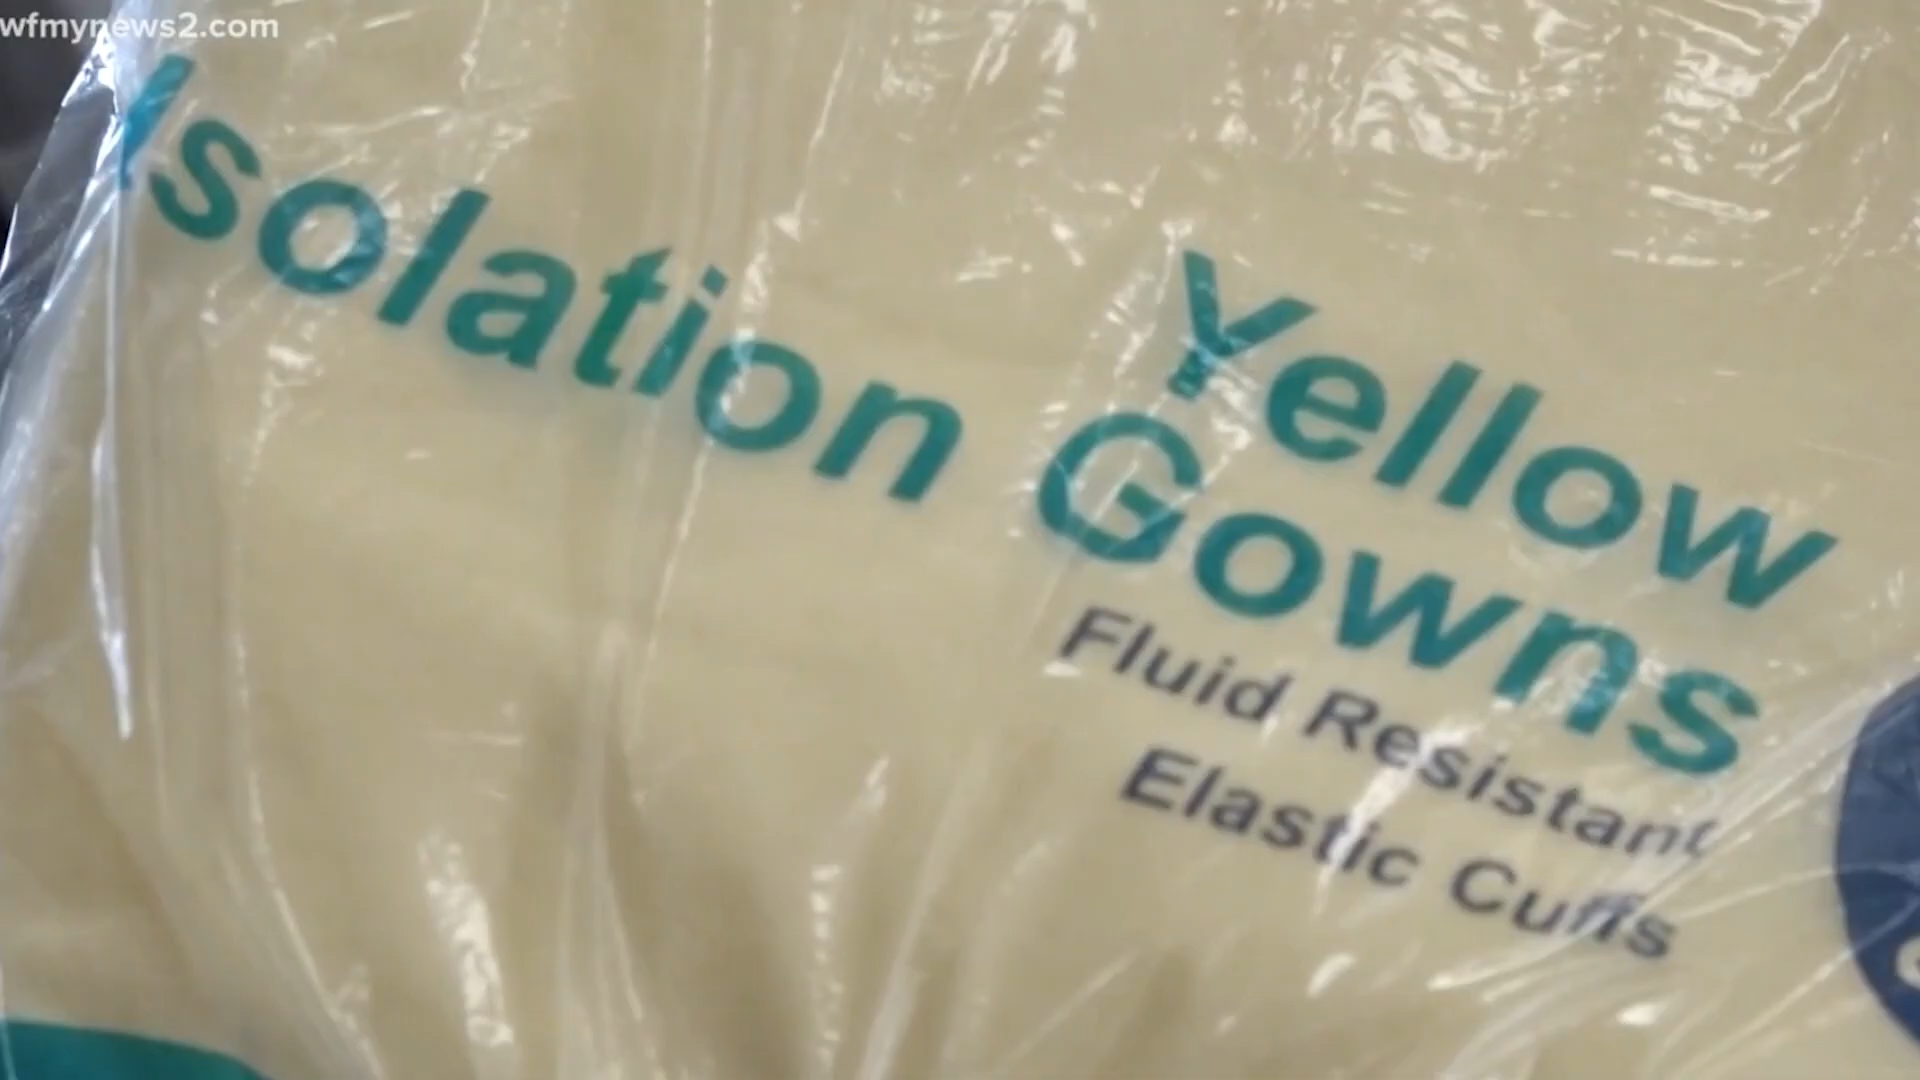 wfmynews2.com
Yellow
Isolation Gowns
Fluid Resistant
Elastic Cuffs